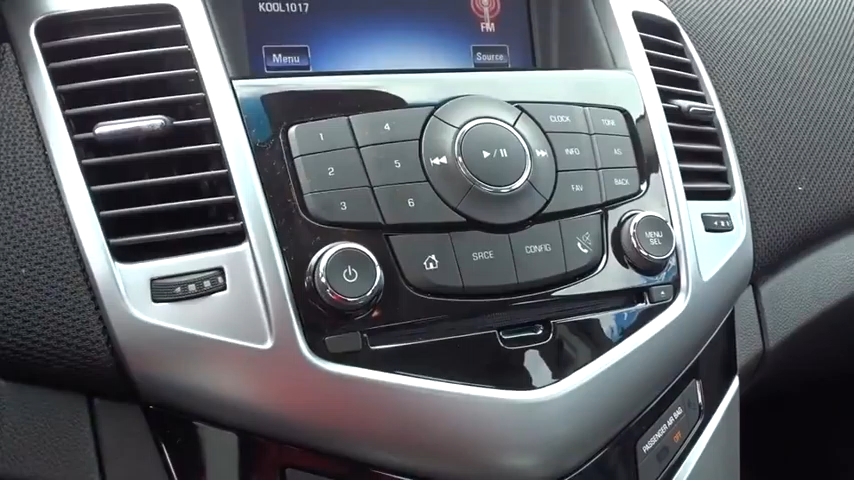 KOOL1017
FM
Menu
Source
1
4
CLOCK
TONE
2
5
INFO
AS
3
6
FAV
BACK
SRCE
CONFIG
MENU
SEL
PASSENGER AIR BAG
OFF